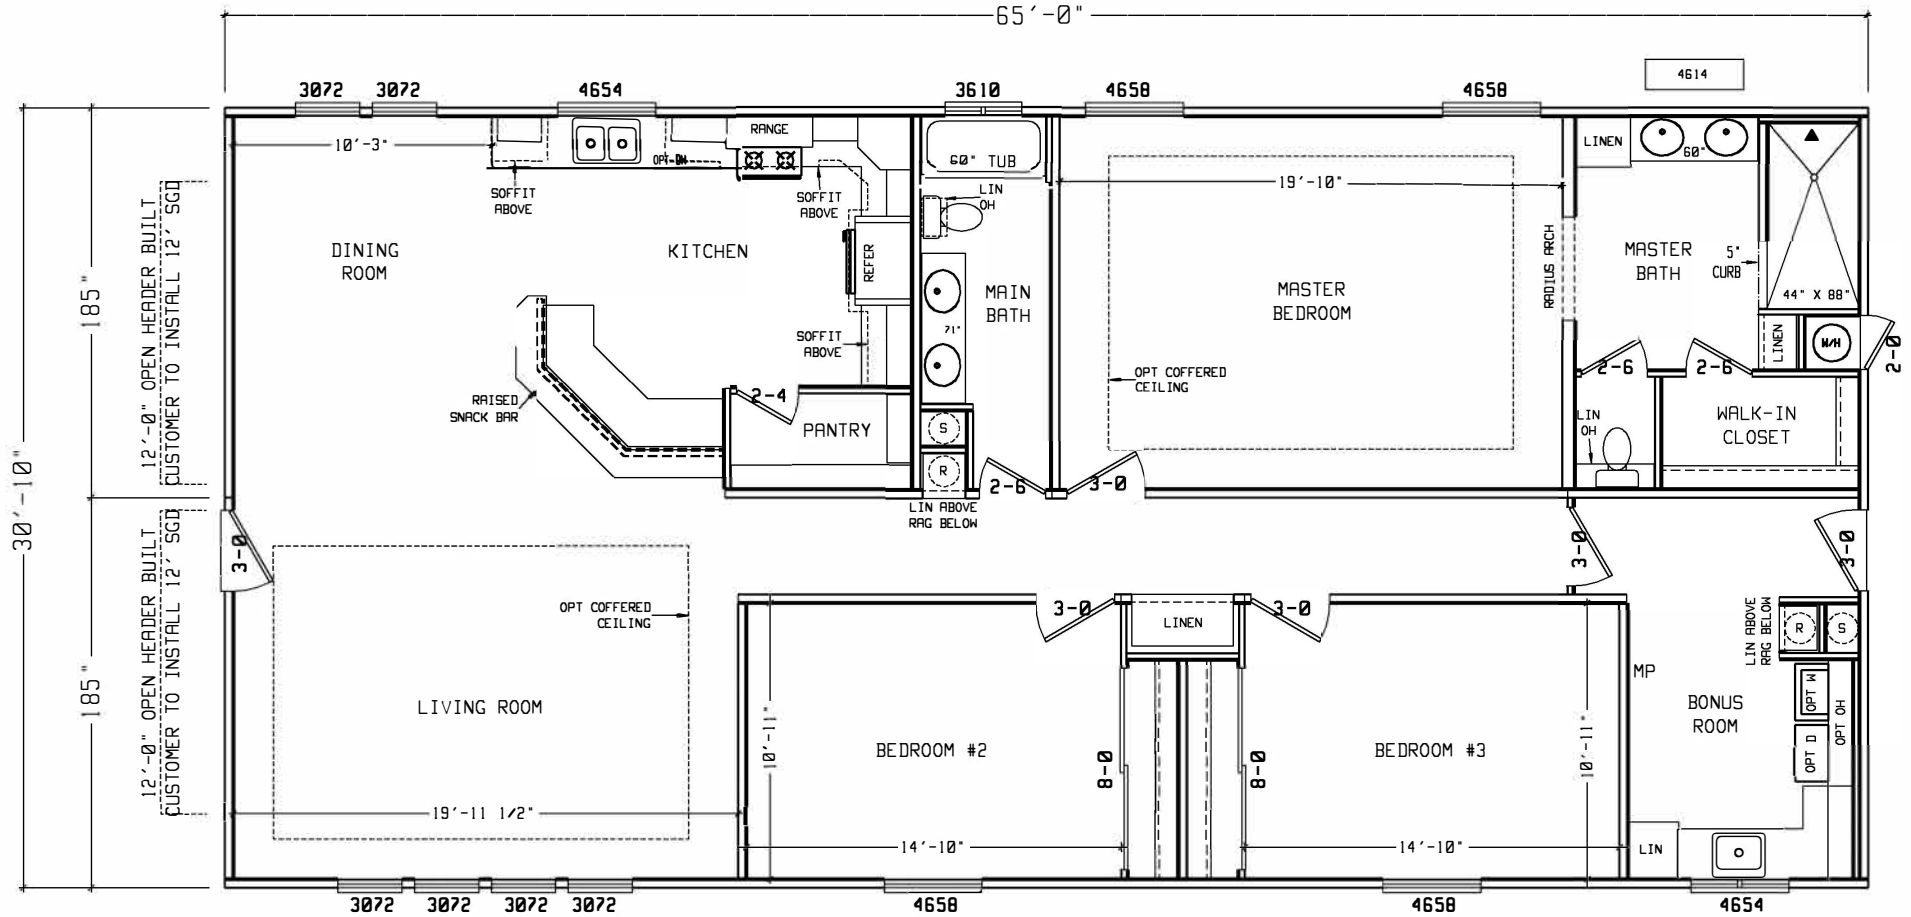 65'-0"
4614
3072
3072
4654
3610
4658
4658
RANGE
10'-3"
OPT DW
SOFFIT
ABOVE
SOFFIT
ABOVE
60" TUB
LIN
OH
19'-10"
LINEN
60"
DINING
ROOM
KITCHEN
REFER
MAIN
BATH
71"
MASTER
BEDROOM
RADIUS ARCH
MASTER
BATH
5"
CURB
44" X 88"
SOFFIT
ABOVE
LINEN
W/H
2-0
OPT COFFERED
CEILING
2-6
2-6
RAISED
SNACK BAR
2-4
PANTRY
S
R
LIN
OH
WALK-IN
CLOSET
2-6
3-0
LIN ABOVE
RAG BELOW
185"
30'-10"
185"
12'-0" OPEN HEADER BUILT
CUSTOMER TO INSTALL 12' SGD
12'-0" OPEN HEADER BUILT
CUSTOMER TO INSTALL 12' SGD
3-0
3-0
3-0
OPT COFFERED
CEILING
3-0
LINEN
3-0
LIN ABOVE
RAG BELOW
R
S
MP
LIVING ROOM
BEDROOM #2
BEDROOM #3
BONUS
ROOM
OPT W
OPT D
OPT OH
10'-11"
8-0
8-0
10'-11"
19'-11 1/2"
14'-10"
14'-10"
LIN
3072
3072
3072
3072
4658
4658
4654